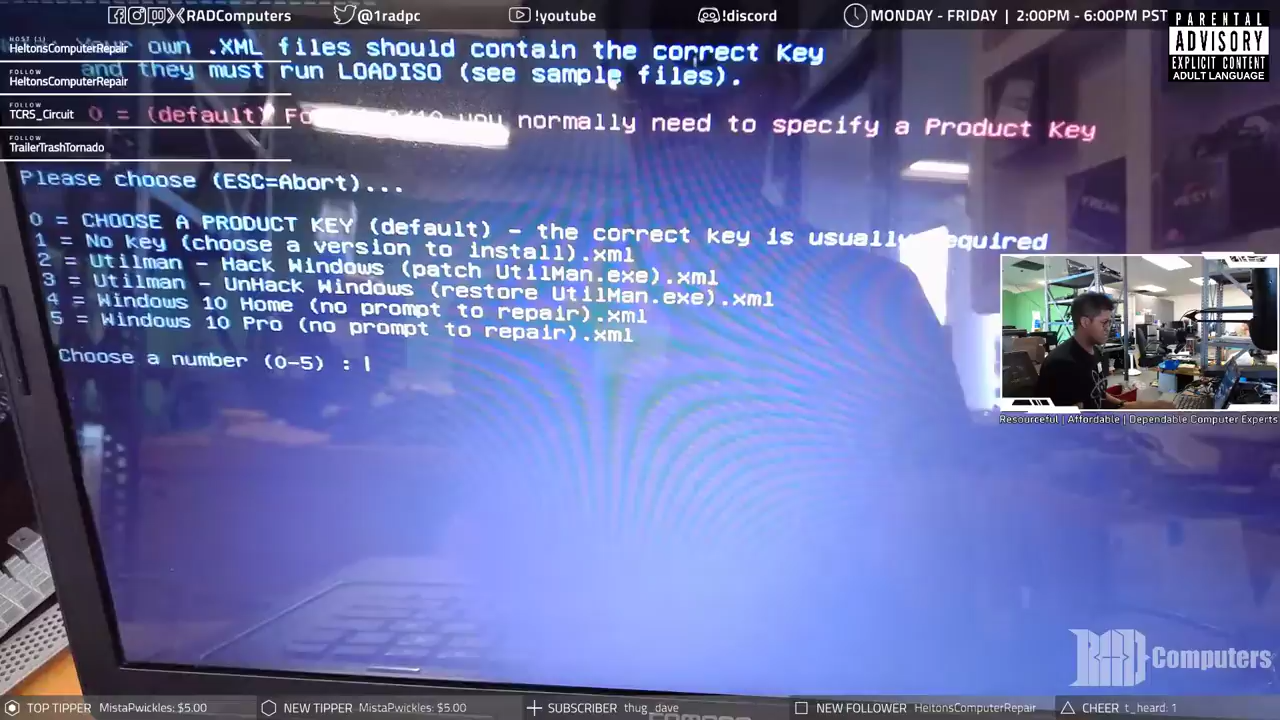 RADComputers
@1radpc
!youtube
!discord
MONDAY - FRIDAY | 2:00PM - 6:00PM PST
PARENTAL
ADVISORY
EXPLICIT CONTENT
ADULT LANGUAGE
HOST [1]
HeltonsComputerRepair
FOLLOW
HeltonsComputerRepair
FOLLOW
TCRS_Circuit
FOLLOW
TrailerTrashTornado
Your own .XML files should contain the correct Key
and they must run LOADISO (see sample files).
0 = (default) For you normally need to specify a Product Key
Please choose (ESC=Abort)...
0 = CHOOSE A PRODUCT KEY (default) - the correct key is usually required
1 = No key (choose a version to install).xml
2 = Utilman - Hack Windows (patch UtilMan.exe).xml
3 = Utilman - UnHack Windows (restore UtilMan.exe).xml
4 = Windows 10 Home (no prompt to repair).xml
5 = Windows 10 Pro (no prompt to repair).xml
Choose a number (0-5) :
Resourceful | Affordable | Dependable Computer Experts
RAD Computers
TOP TIPPER MistaPwickles: $5.00
NEW TIPPER MistaPwickles: $5.00
SUBSCRIBER thug_dave
NEW FOLLOWER HeltonsComputerRepair
CHEER t_heard: 1